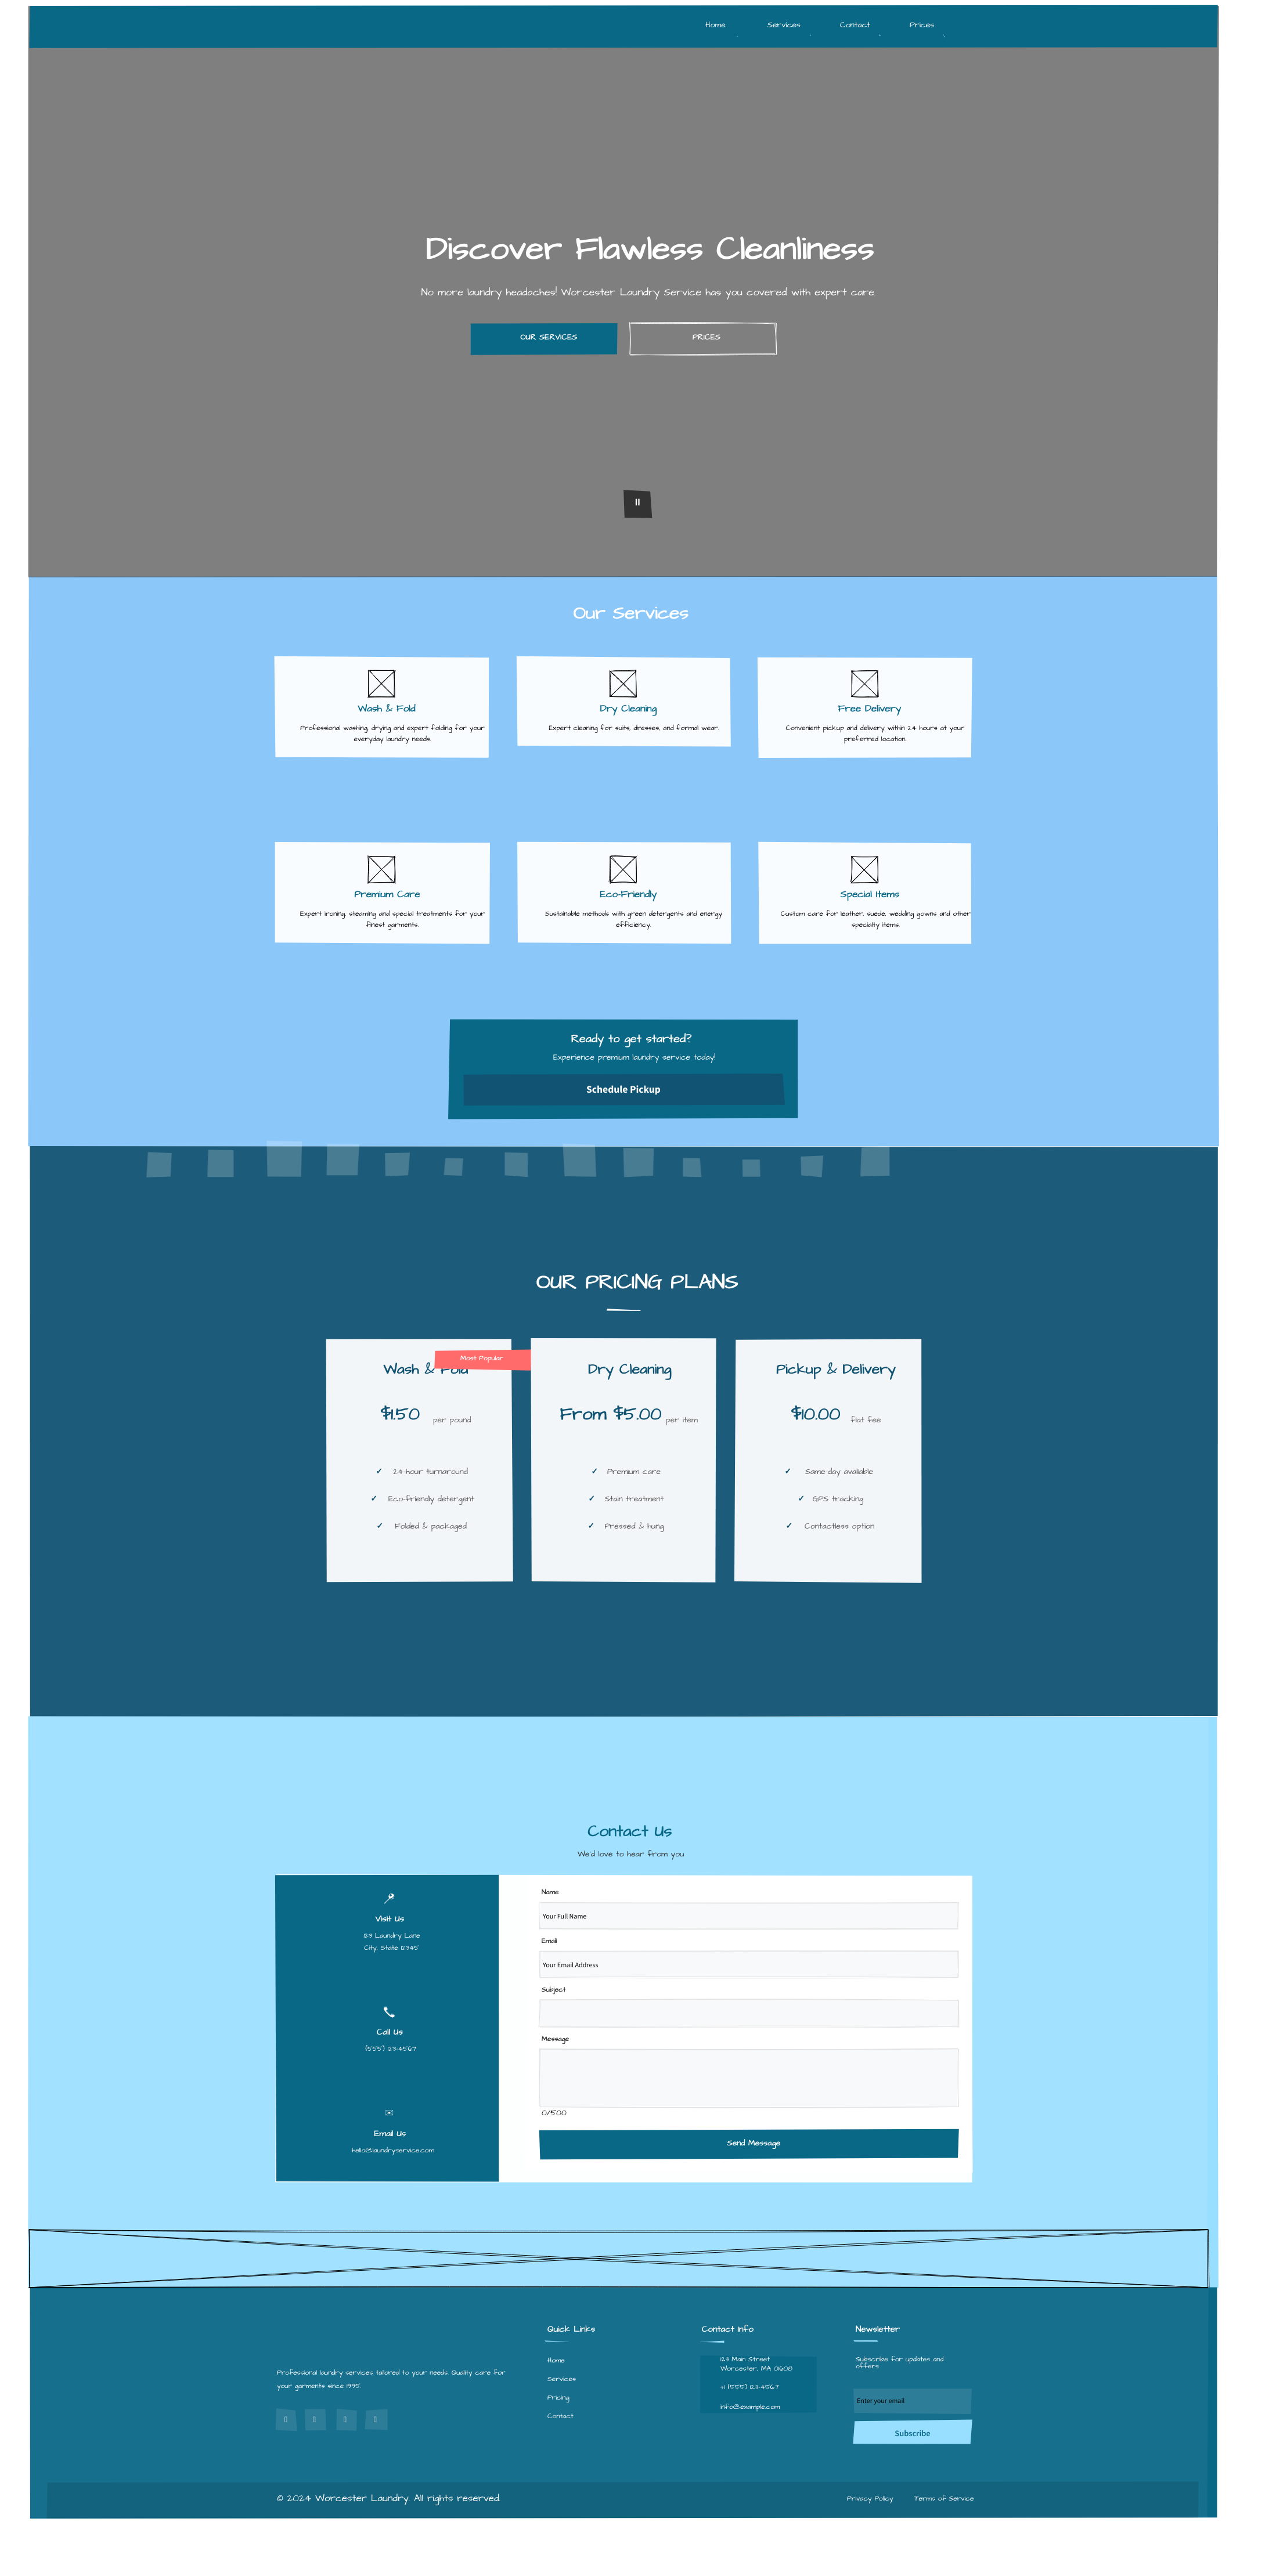 Home Services Contact Prices
Discover Flawless Cleanliness
No more laundry headaches! Worcester Laundry Service has you covered with expert care.
OUR SERVICES PRICES
Our Services
Wash & Fold
Professional washing, drying and expert folding for your
everyday laundry needs.
Dry Cleaning
Expert cleaning for suits, dresses, and formal wear.
Free Delivery
Convenient pickup and delivery within 24 hours at your
preferred location.
Premium Care
Expert ironing, steaming and special treatments for your
finest garments.
Eco-Friendly
Sustainable methods with green detergents and energy
efficiency.
Special Items
Custom care for leather, suede, wedding gowns and other
specialty items.
Ready to get started?
Experience premium laundry service today!
Schedule Pickup
OUR PRICING PLANS
Most Popular
Wash & Fold
$1.50 per pound
✓ 24-hour turnaround
✓ Eco-friendly detergent
✓ Folded & packaged
Dry Cleaning
From $5.00 per item
✓ Premium care
✓ Stain treatment
✓ Pressed & hung
Pickup & Delivery
$10.00 flat fee
✓ Same-day available
✓ GPS tracking
✓ Contactless option
Contact Us
We'd love to hear from you
Visit Us
123 Laundry Lane
City, State 12345
Call Us
(555) 123-4567
Email Us
hello@laundryservice.com
Name
Your Full Name
Email
Your Email Address
Subject
Message
0/1500
Send Message
Professional laundry services tailored to your needs. Quality care for
your garments since 1995.
Quick Links
Home
Services
Pricing
Contact
Contact Info
123 Main Street
Worcester, MA 01608
+1 (555) 123-4567
info@example.com
Newsletter
Subscribe for updates and
offers
Enter your email
Subscribe
© 2024 Worcester Laundry. All rights reserved.
Privacy Policy Terms of Service